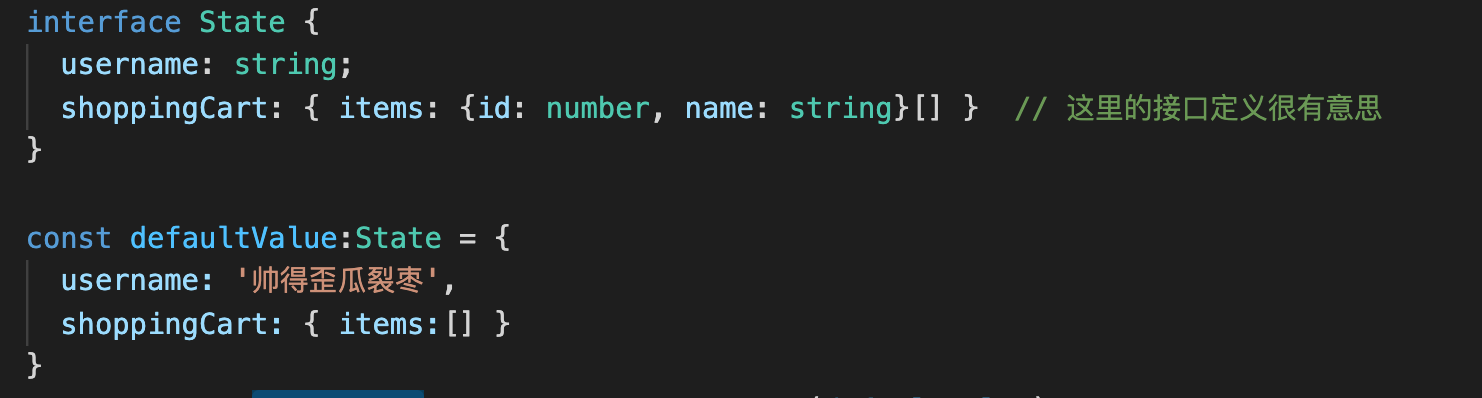 interface State {
  username: string;
  shoppingCart: { items: {id: number, name: string}[] }  // 这里的接口定义很有意思
}

const defaultValue:State = {
  username: '帅得歪瓜裂枣',
  shoppingCart: { items:[] }
}